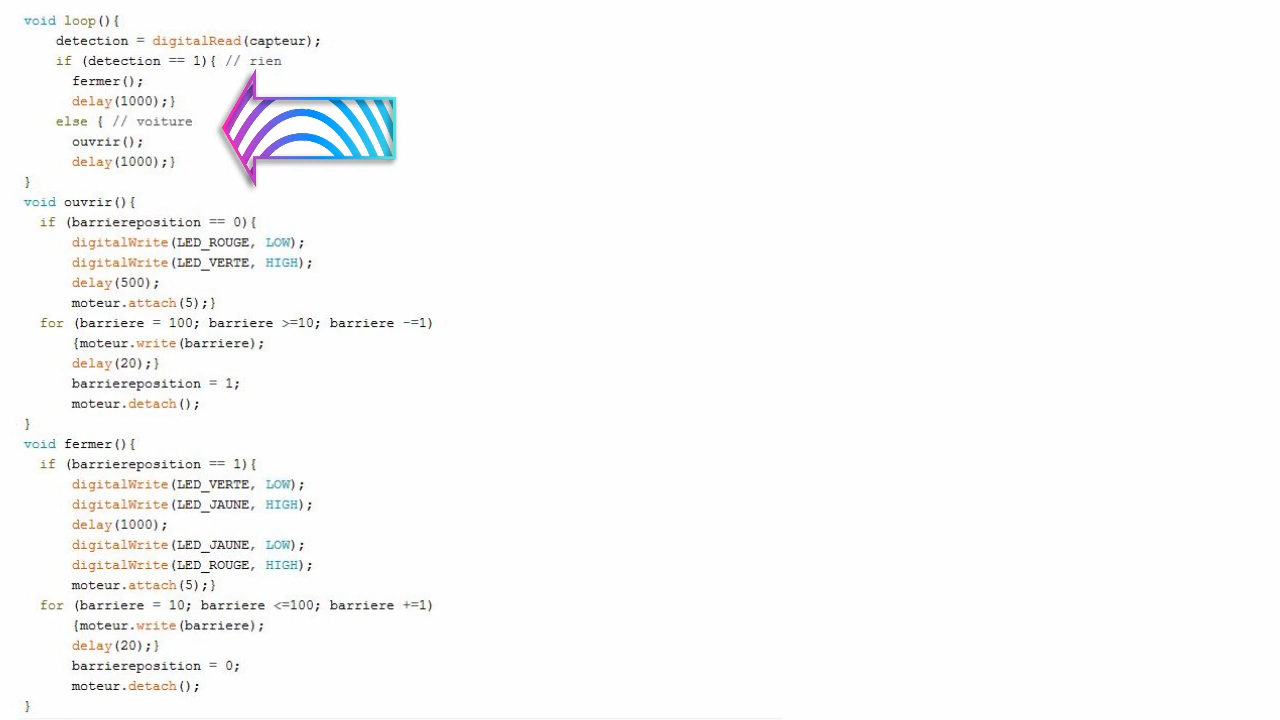 void loop(){
detection = digitalRead(capteur);
if (detection == 1){ // rien
fermer();
delay(1000);}
else { // voiture
ouvrir();
delay(1000);}
}
void ouvrir(){
if (barriereposition == 0){
digitalWrite(LED_ROUGE, LOW);
digitalWrite(LED_VERTE, HIGH);
delay(500);
moteur.attach(5);}
for (barriere = 100; barriere >=10; barriere -=1)
{moteur.write(barriere);
delay(20);}
barriereposition = 1;
moteur.detach();
}
void fermer(){
if (barriereposition == 1){
digitalWrite(LED_VERTE, LOW);
digitalWrite(LED_JAUNE, HIGH);
delay(1000);
digitalWrite(LED_JAUNE, LOW);
digitalWrite(LED_ROUGE, HIGH);
moteur.attach(5);}
for (barriere = 10; barriere <=100; barriere +=1)
{moteur.write(barriere);
delay(20);}
barriereposition = 0;
moteur.detach();
}